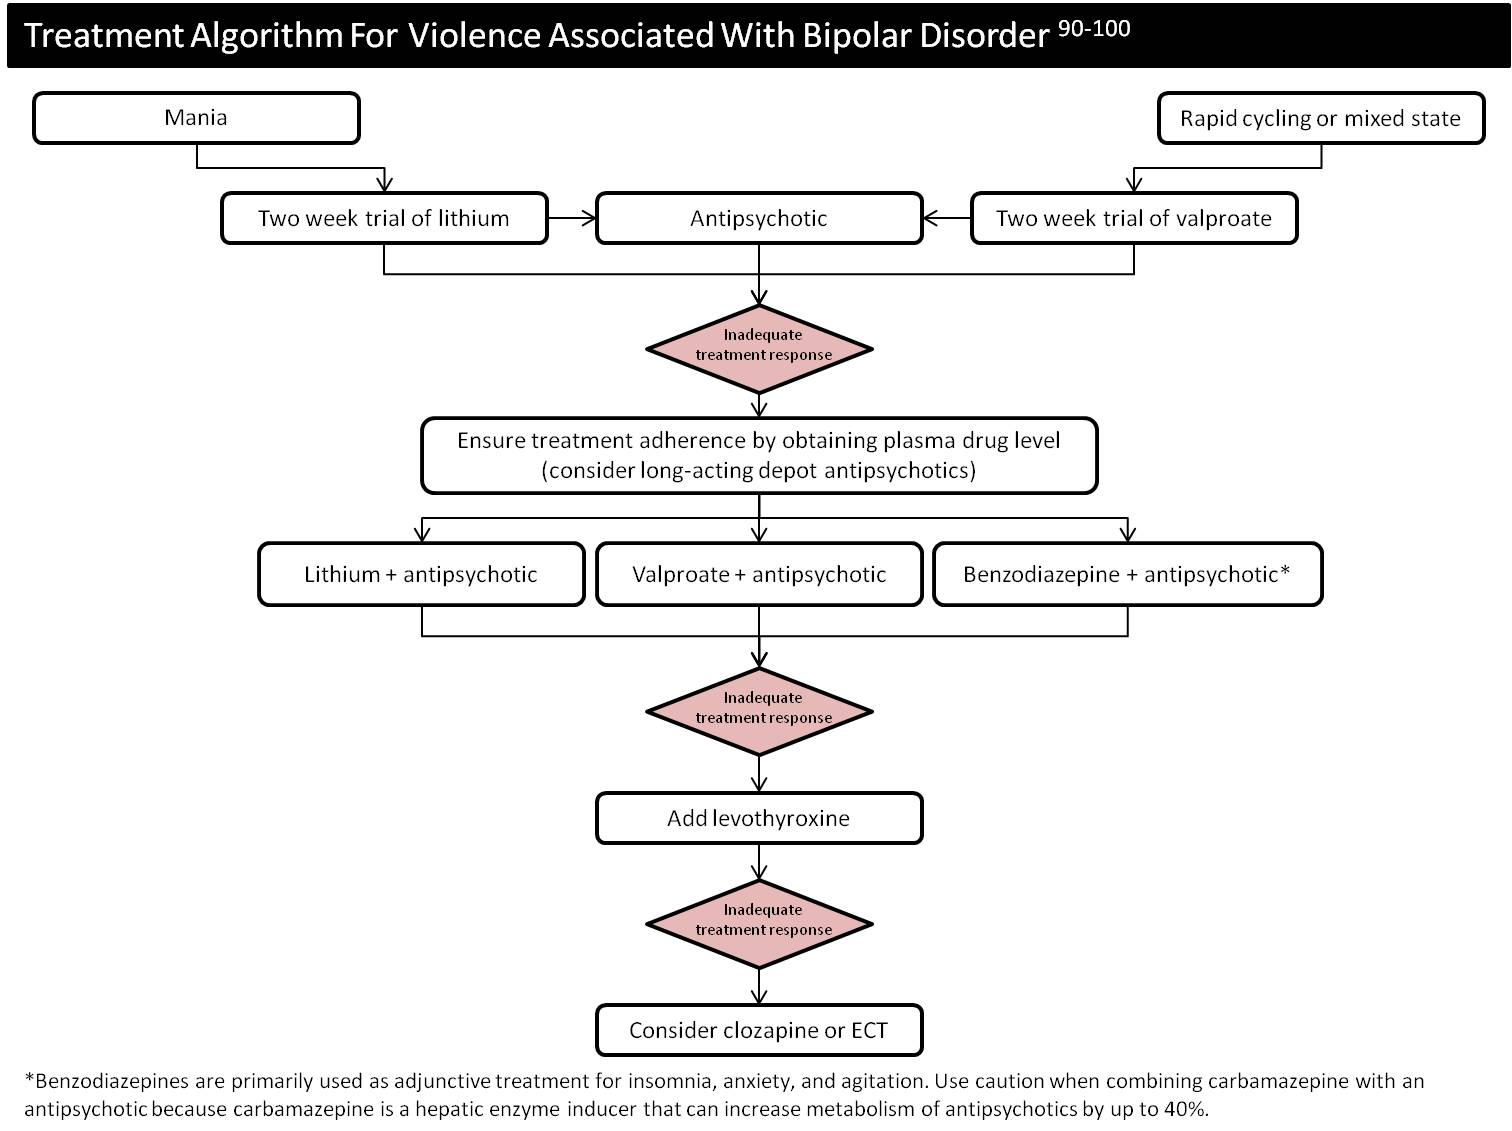 Treatment Algorithm For Violence Associated With Bipolar Disorder 90-100
Mania
Rapid cycling or mixed state
Two week trial of lithium
Antipsychotic
Two week trial of valproate
Inadequate
treatment response
Ensure treatment adherence by obtaining plasma drug level
(consider long-acting depot antipsychotics)
Lithium + antipsychotic
Valproate + antipsychotic
Benzodiazepine + antipsychotic*
Inadequate
treatment response
Add levothyroxine
Inadequate
treatment response
Consider clozapine or ECT
*Benzodiazepines are primarily used as adjunctive treatment for insomnia, anxiety, and agitation. Use caution when combining carbamazepine with an
antipsychotic because carbamazepine is a hepatic enzyme inducer that can increase metabolism of antipsychotics by up to 40%.